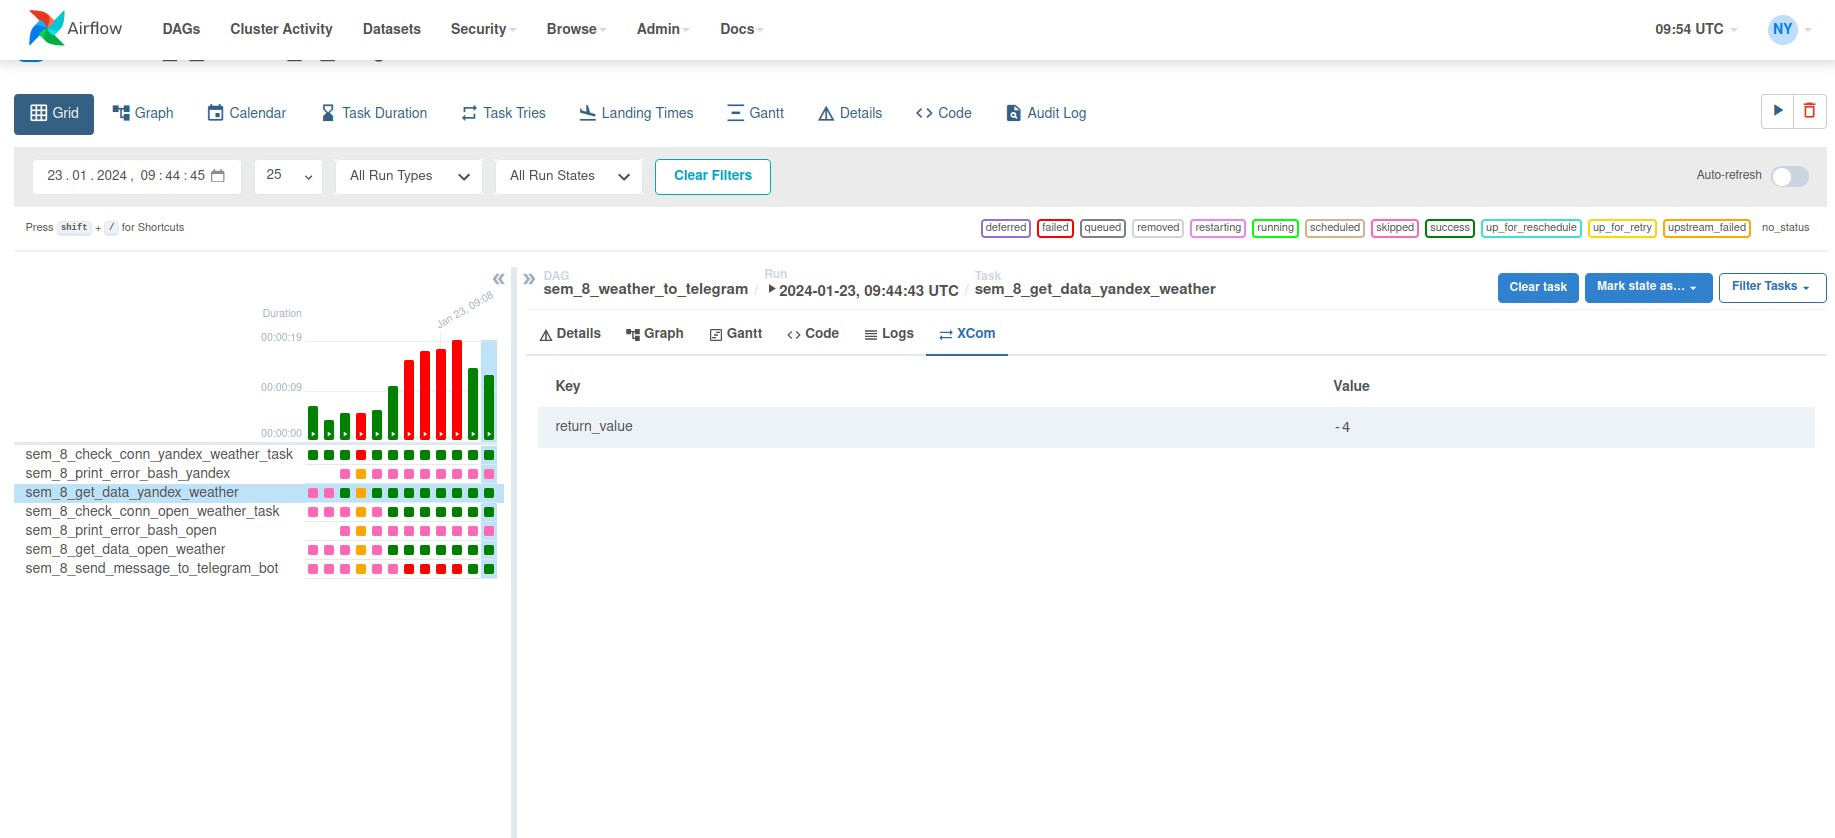 Airflow DAGs Cluster Activity Datasets Security Browse Admin Docs 09:54 UTC NY
Grid Graph Calendar Task Duration Task Tries Landing Times Gantt Details Code Audit Log
23.01.2024, 09:44:45 25 All Run Types All Run States Clear Filters Auto-refresh
Press shift + / for Shortcuts deferred failed queued removed restarting running scheduled skipped success up_for_reschedule up_for_retry upstream_failed no_status
« » DAG Run Task
sem_8_weather_to_telegram / 2024-01-23, 09:44:43 UTC / sem_8_get_data_yandex_weather Clear task Mark state as... Filter Tasks
Jan 23, 09:08
Duration
00:00:19
00:00:09
00:00:00
Details Graph Gantt Code Logs XCom
Key Value
return_value -4
sem_8_check_conn_yandex_weather_task
sem_8_print_error_bash_yandex
sem_8_get_data_yandex_weather
sem_8_check_conn_open_weather_task
sem_8_print_error_bash_open
sem_8_get_data_open_weather
sem_8_send_message_to_telegram_bot